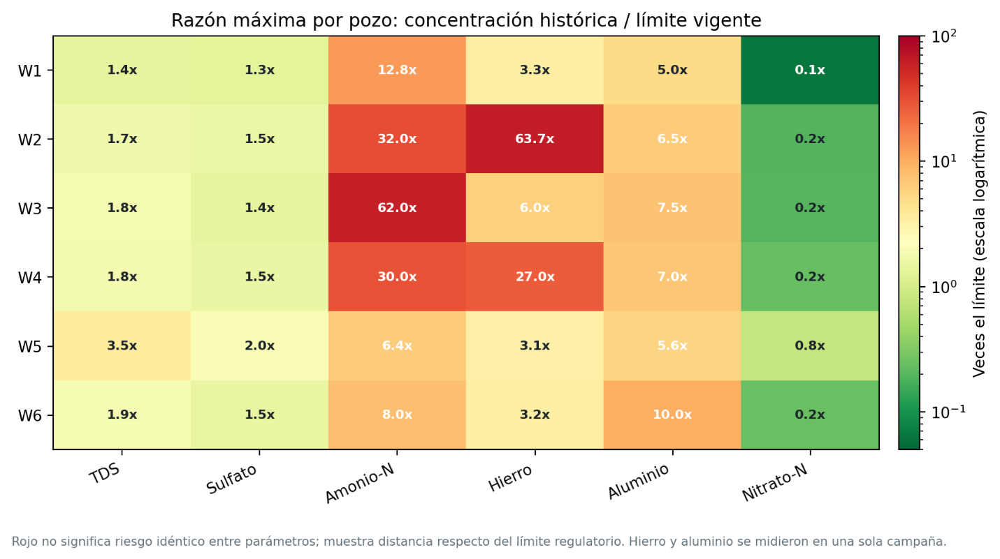 Razón máxima por pozo: concentración histórica / límite vigente
W1 1.4x 1.3x 12.8x 3.3x 5.0x 0.1x
W2 1.7x 1.5x 32.0x 63.7x 6.5x 0.2x
W3 1.8x 1.4x 62.0x 6.0x 7.5x 0.2x
W4 1.8x 1.5x 30.0x 27.0x 7.0x 0.2x
W5 3.5x 2.0x 6.4x 3.1x 5.6x 0.8x
W6 1.9x 1.5x 8.0x 3.2x 10.0x 0.2x
TDS Sulfato Amonio-N Hierro Aluminio Nitrato-N
10²
10¹
10⁰
10⁻¹
Veces el límite (escala logarítmica)
Rojo no significa riesgo idéntico entre parámetros; muestra distancia respecto del límite regulatorio. Hierro y aluminio se midieron en una sola campaña.